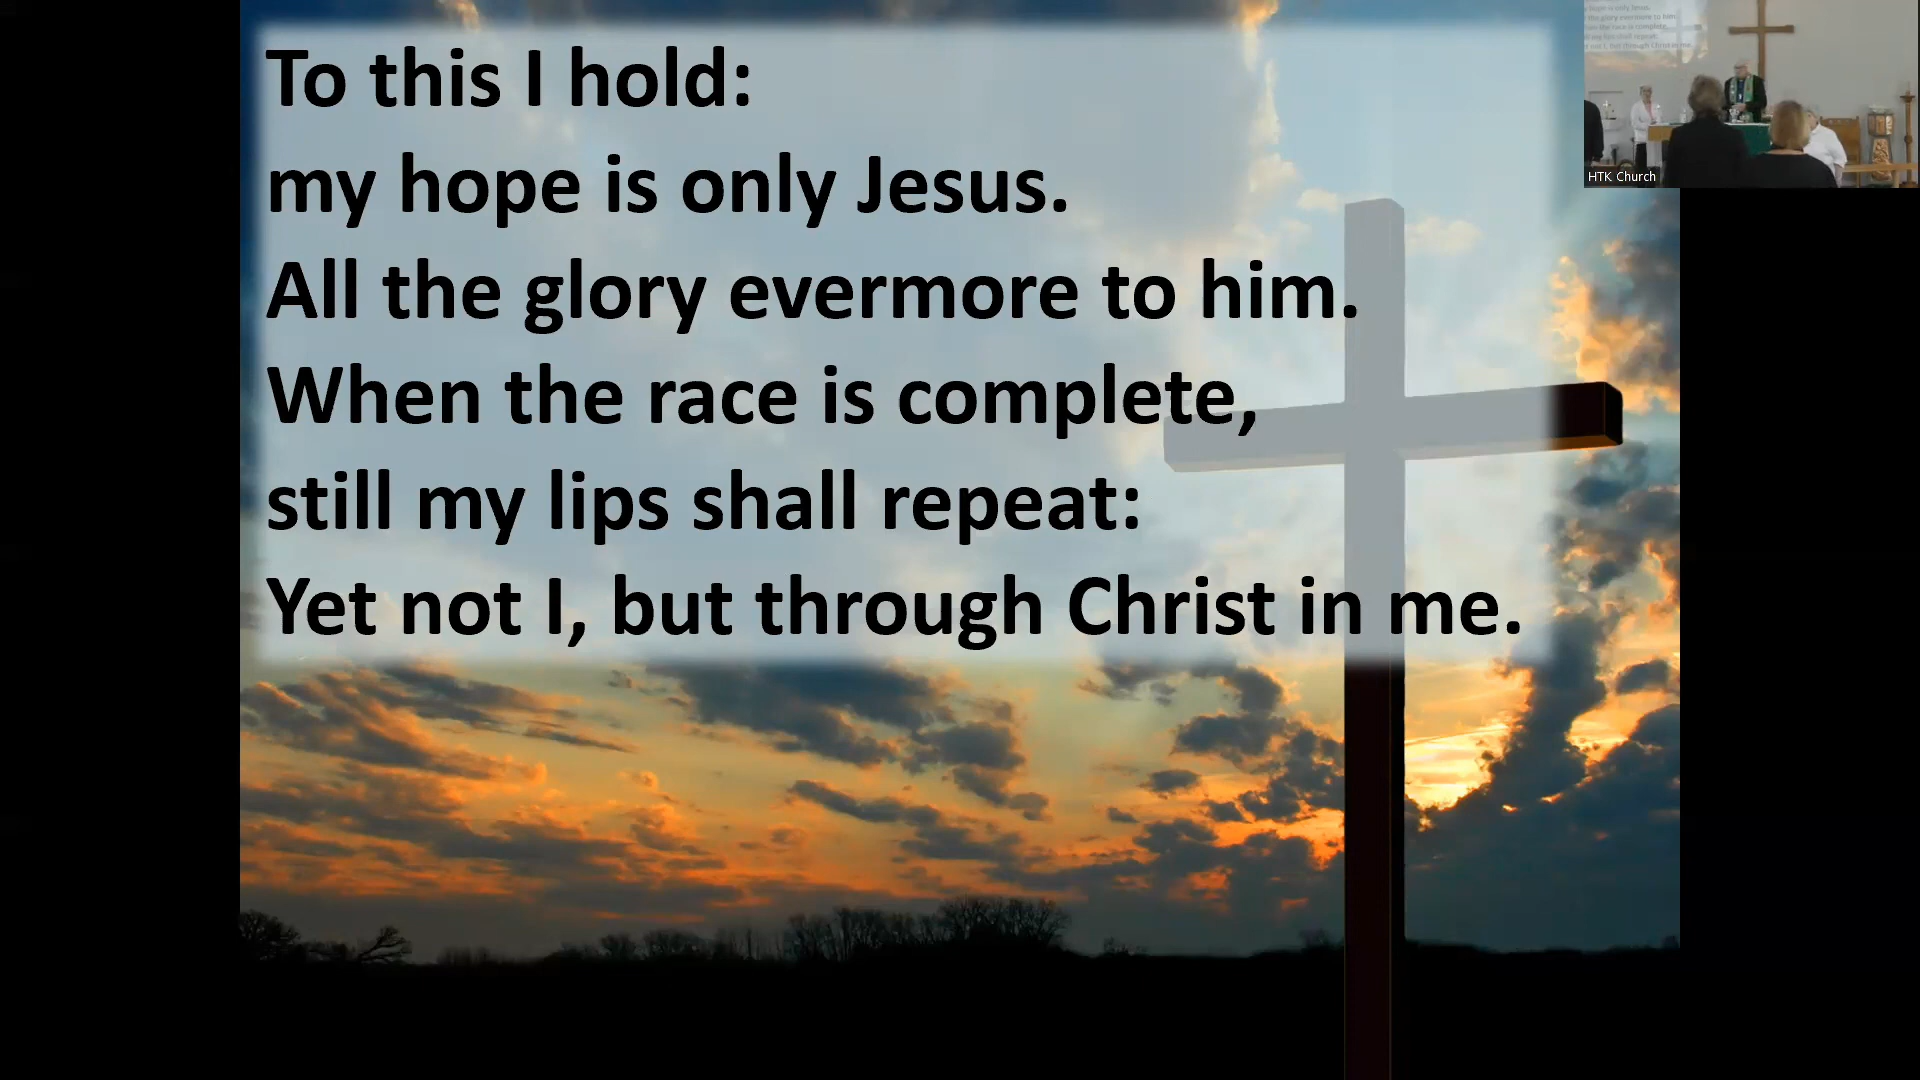 To this I hold:
my hope is only Jesus.
All the glory evermore to him.
When the race is complete,
still my lips shall repeat:
Yet not I, but through Christ in me.
HTK Church